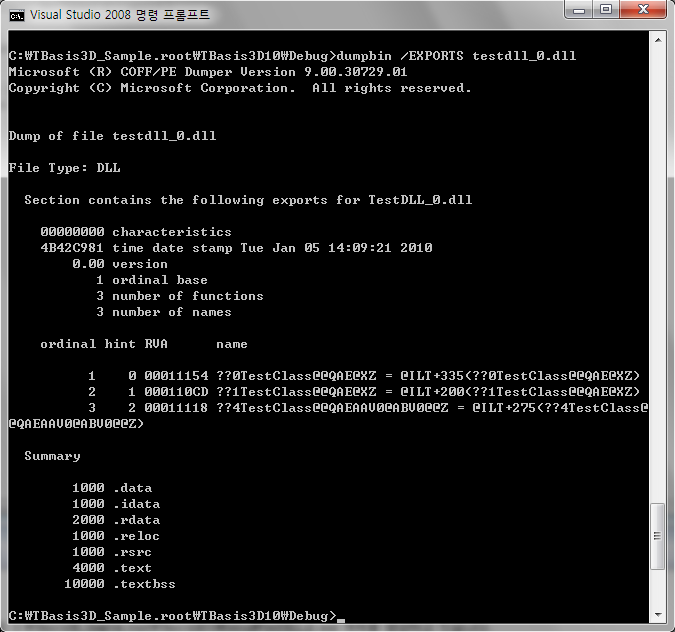 Visual Studio 2008 명령 프롬프트
C:₩TBasis3D_Sample.root₩TBasis3D10₩Debug>dumpbin /EXPORTS testdll_0.dll
Microsoft (R) COFF/PE Dumper Version 9.00.30729.01
Copyright (C) Microsoft Corporation.  All rights reserved.
Dump of file testdll_0.dll
File Type: DLL
  Section contains the following exports for TestDLL_0.dll
    00000000 characteristics
    4B42C981 time date stamp Tue Jan 05 14:09:21 2010
        0.00 version
           1 ordinal base
           3 number of functions
           3 number of names
    ordinal hint RVA      name
          1    0 00011154 ??0TestClass@@QAE@XZ = @ILT+335(??0TestClass@@QAE@XZ)
          2    1 000110CD ??1TestClass@@QAE@XZ = @ILT+200(??1TestClass@@QAE@XZ)
          3    2 00011118 ??4TestClass@@QAEAAV0@ABV0@@Z = @ILT+275(??4TestClass@
@QAEAAV0@ABV0@@Z)
  Summary
        1000 .data
        1000 .idata
        2000 .rdata
        1000 .reloc
        1000 .rsrc
        4000 .text
       10000 .textbss
C:₩TBasis3D_Sample.root₩TBasis3D10₩Debug>_